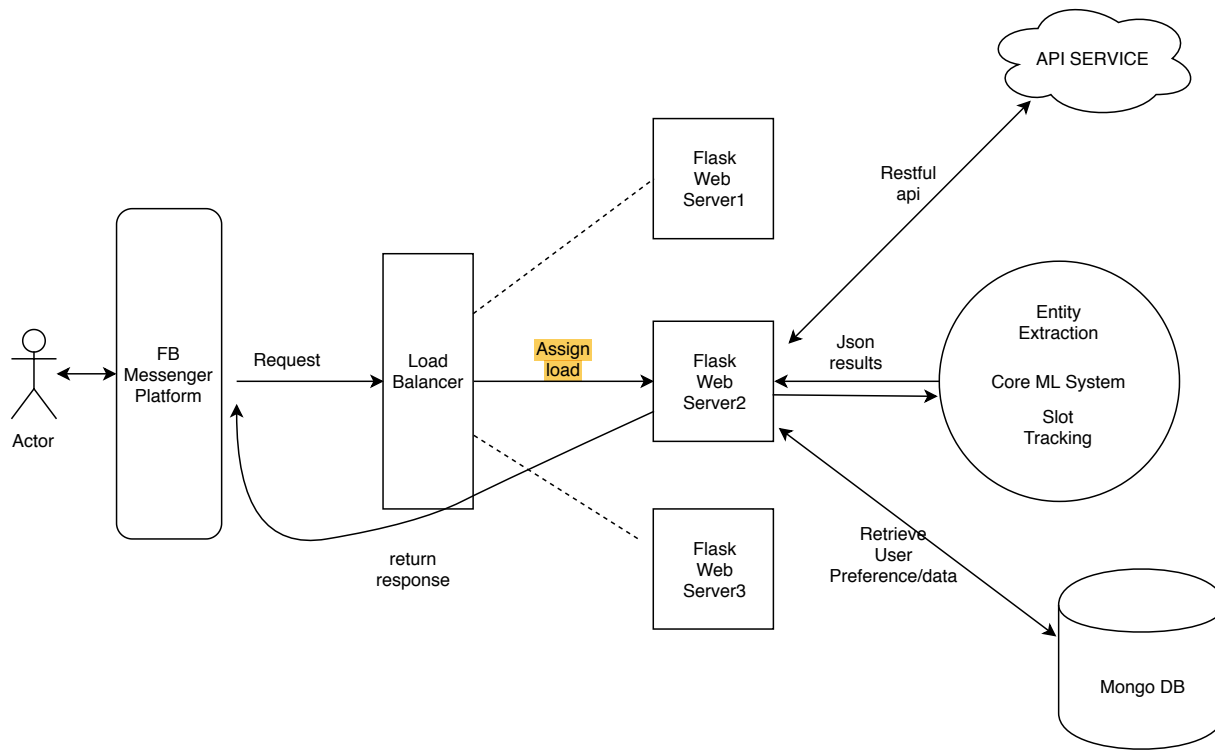 API SERVICE
Flask
Web
Server1
Restful
api
FB
Messenger
Platform
Request
Load
Balancer
Assign
load
Flask
Web
Server2
Json
results
Entity
Extraction
Core ML System
Slot
Tracking
Actor
return
response
Flask
Web
Server3
Retrieve
User
Preference/data
Mongo DB